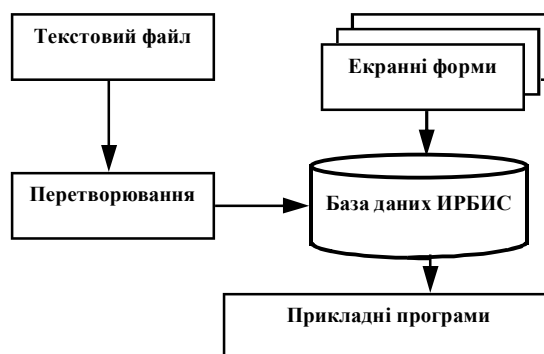 Текстовий файл
Екранні форми
Перетворювання
База даних ИРБИС
Прикладні програми